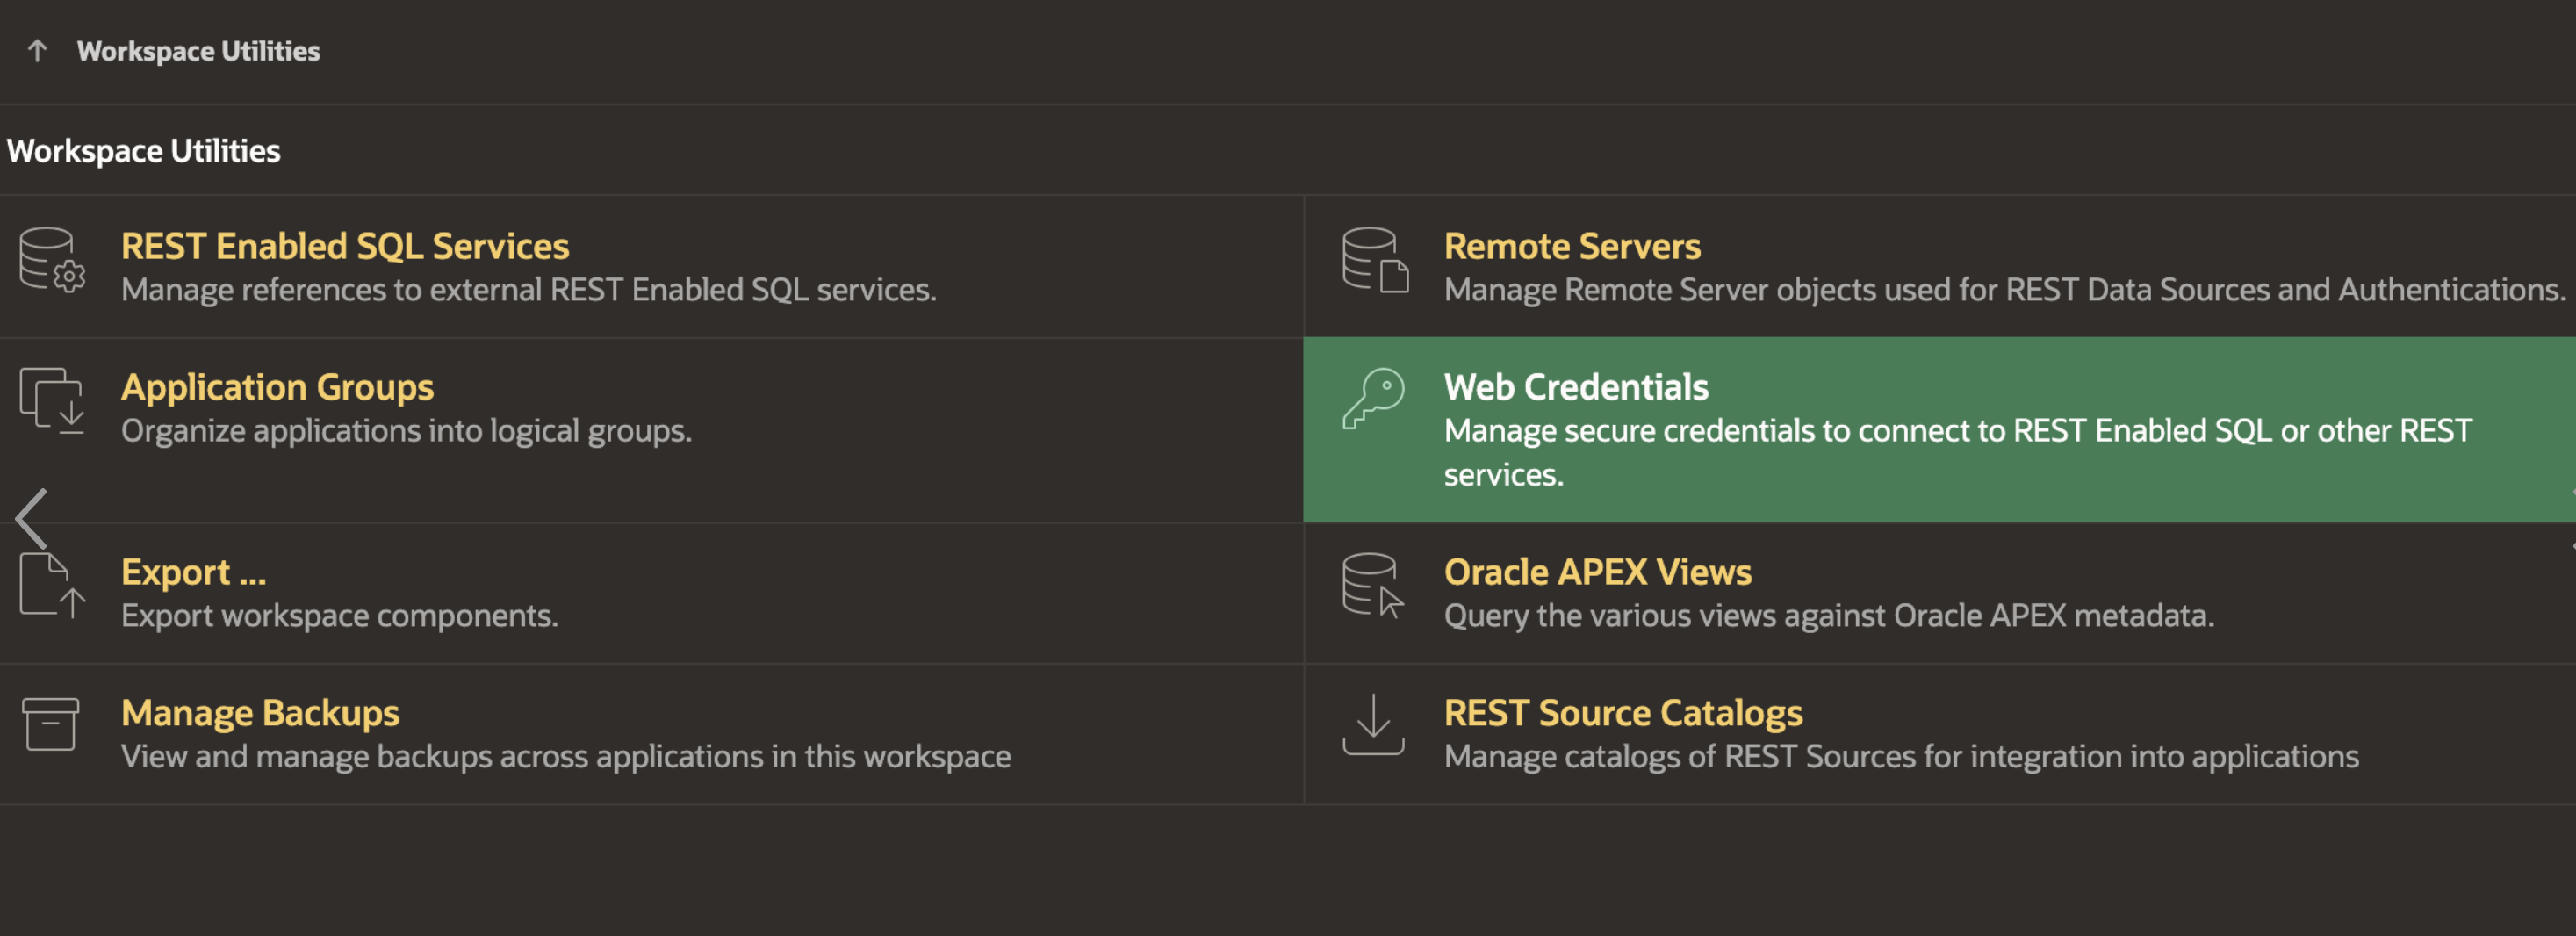 Workspace Utilities
Workspace Utilities
REST Enabled SQL Services
Manage references to external REST Enabled SQL services.
Remote Servers
Manage Remote Server objects used for REST Data Sources and Authentications.
Application Groups
Organize applications into logical groups.
Web Credentials
Manage secure credentials to connect to REST Enabled SQL or other REST
services.
Export ...
Export workspace components.
Oracle APEX Views
Query the various views against Oracle APEX metadata.
Manage Backups
View and manage backups across applications in this workspace
REST Source Catalogs
Manage catalogs of REST Sources for integration into applications